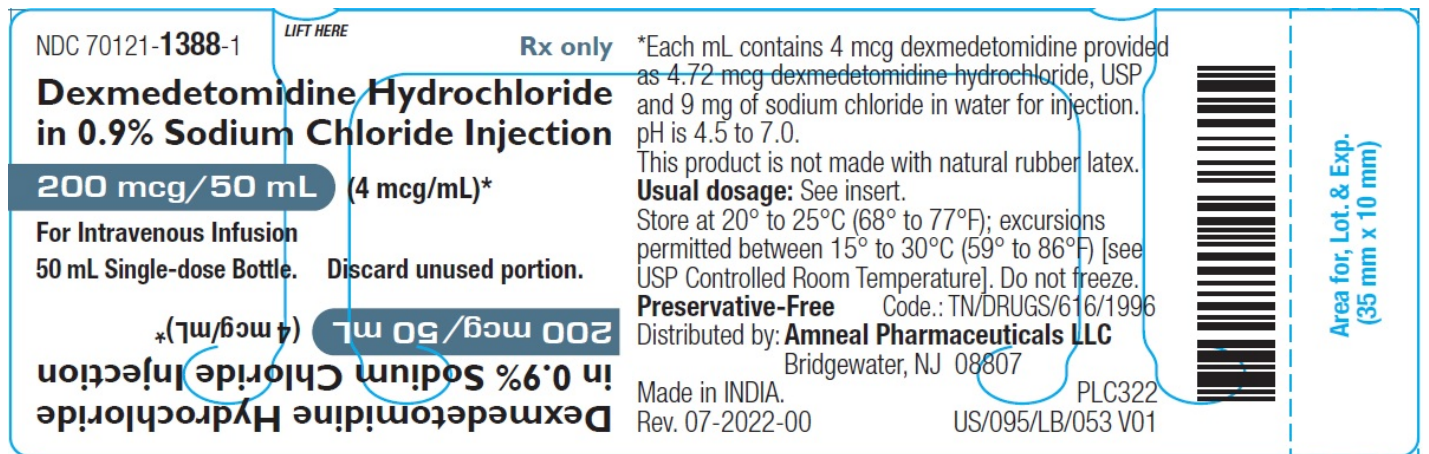 LIFT HERE
NDC 70121-1388-1
Rx only
Dexmedetomidine Hydrochloride
in 0.9% Sodium Chloride Injection
200 mcg/50 mL (4 mcg/mL)*
For Intravenous Infusion
50 mL Single-dose Bottle. Discard unused portion.
Dexmedetomidine Hydrochloride
in 0.9% Sodium Chloride Injection
200 mcg/50 mL (4 mcg/mL)*
*Each mL contains 4 mcg dexmedetomidine provided
as 4.72 mcg dexmedetomidine hydrochloride, USP
and 9 mg of sodium chloride in water for injection.
pH is 4.5 to 7.0.
This product is not made with natural rubber latex.
Usual dosage: See insert.
Store at 20° to 25°C (68° to 77°F); excursions
permitted between 15° to 30°C (59° to 86°F) [see
USP Controlled Room Temperature]. Do not freeze.
Preservative-Free Code.: TN/DRUGS/616/1996
Distributed by: Amneal Pharmaceuticals LLC
Bridgewater, NJ 08807
Made in INDIA. PLC322
Rev. 07-2022-00 US/095/LB/053 V01
Area for, Lot. & Exp.
(35 mm x 10 mm)